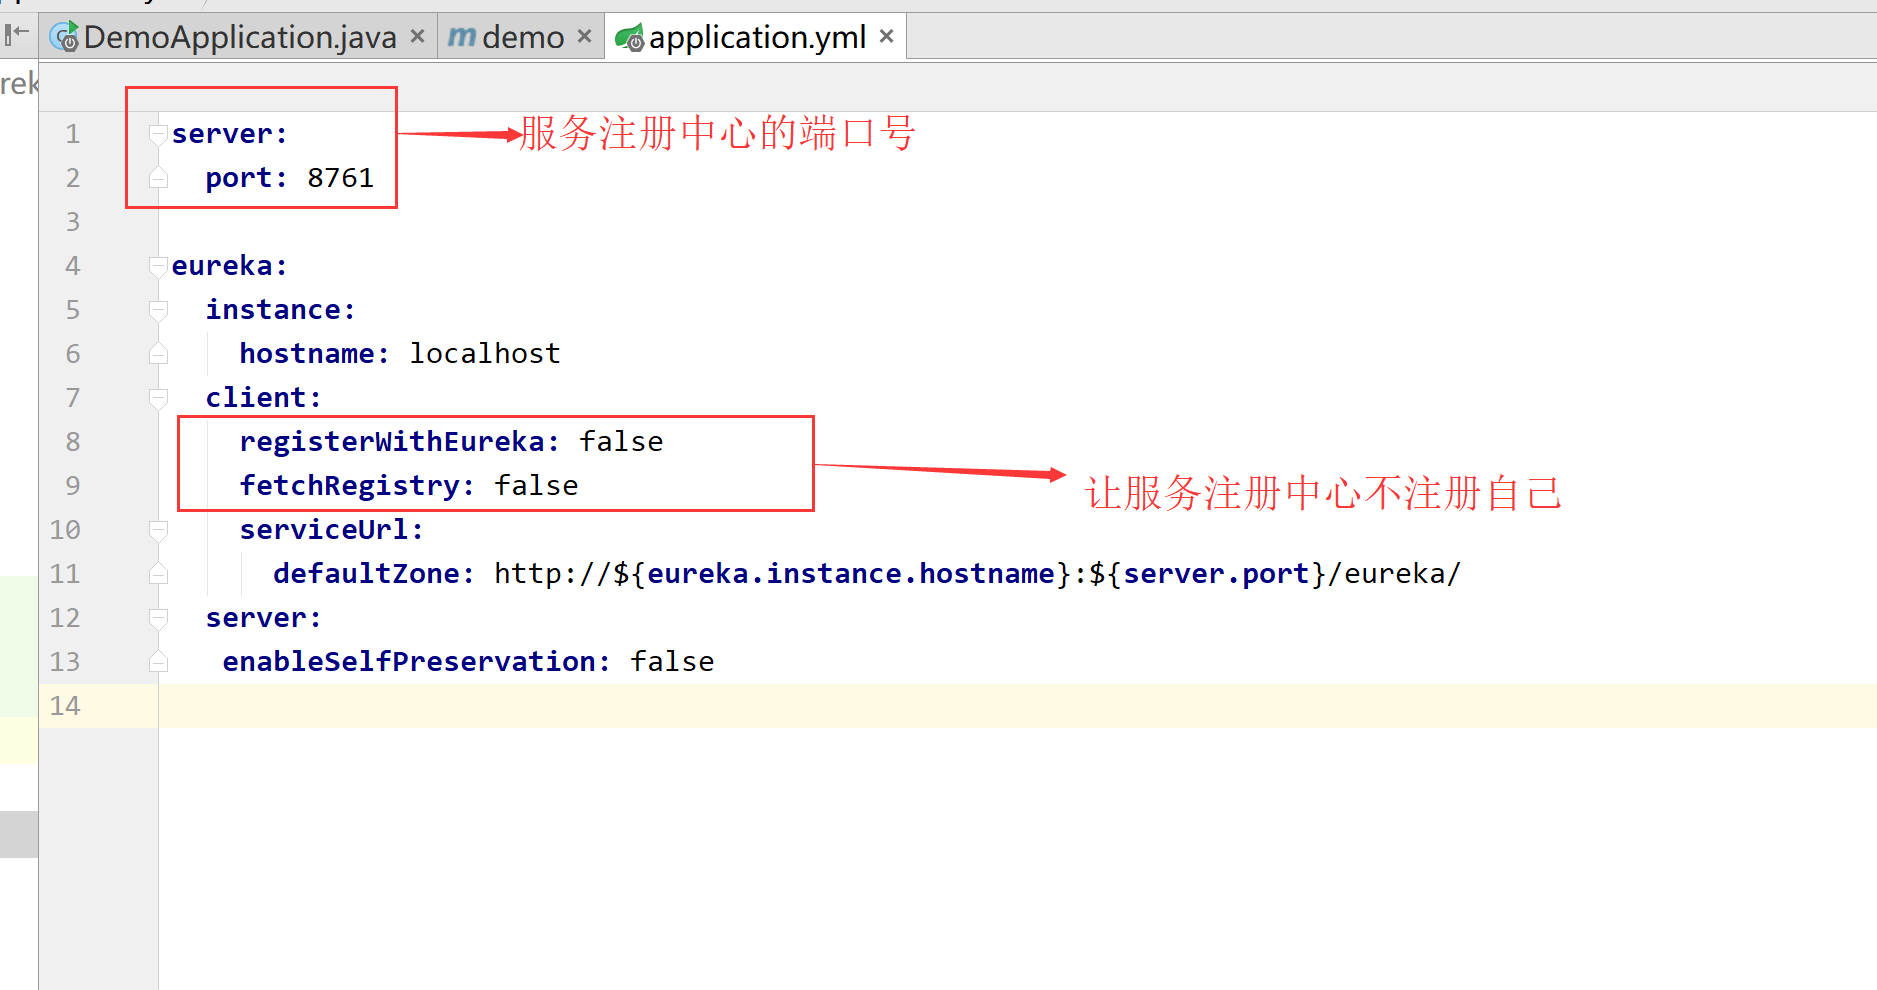 DemoApplication.java × m demo × application.yml ×
rek
1 server: 服务注册中心的端口号
2 port: 8761
3
4 eureka:
5 instance:
6 hostname: localhost
7 client:
8 registerWithEureka: false
9 fetchRegistry: false 让服务注册中心不注册自己
10 serviceUrl:
11 defaultZone: http://${eureka.instance.hostname}:${server.port}/eureka/
12 server:
13 enableSelfPreservation: false
14